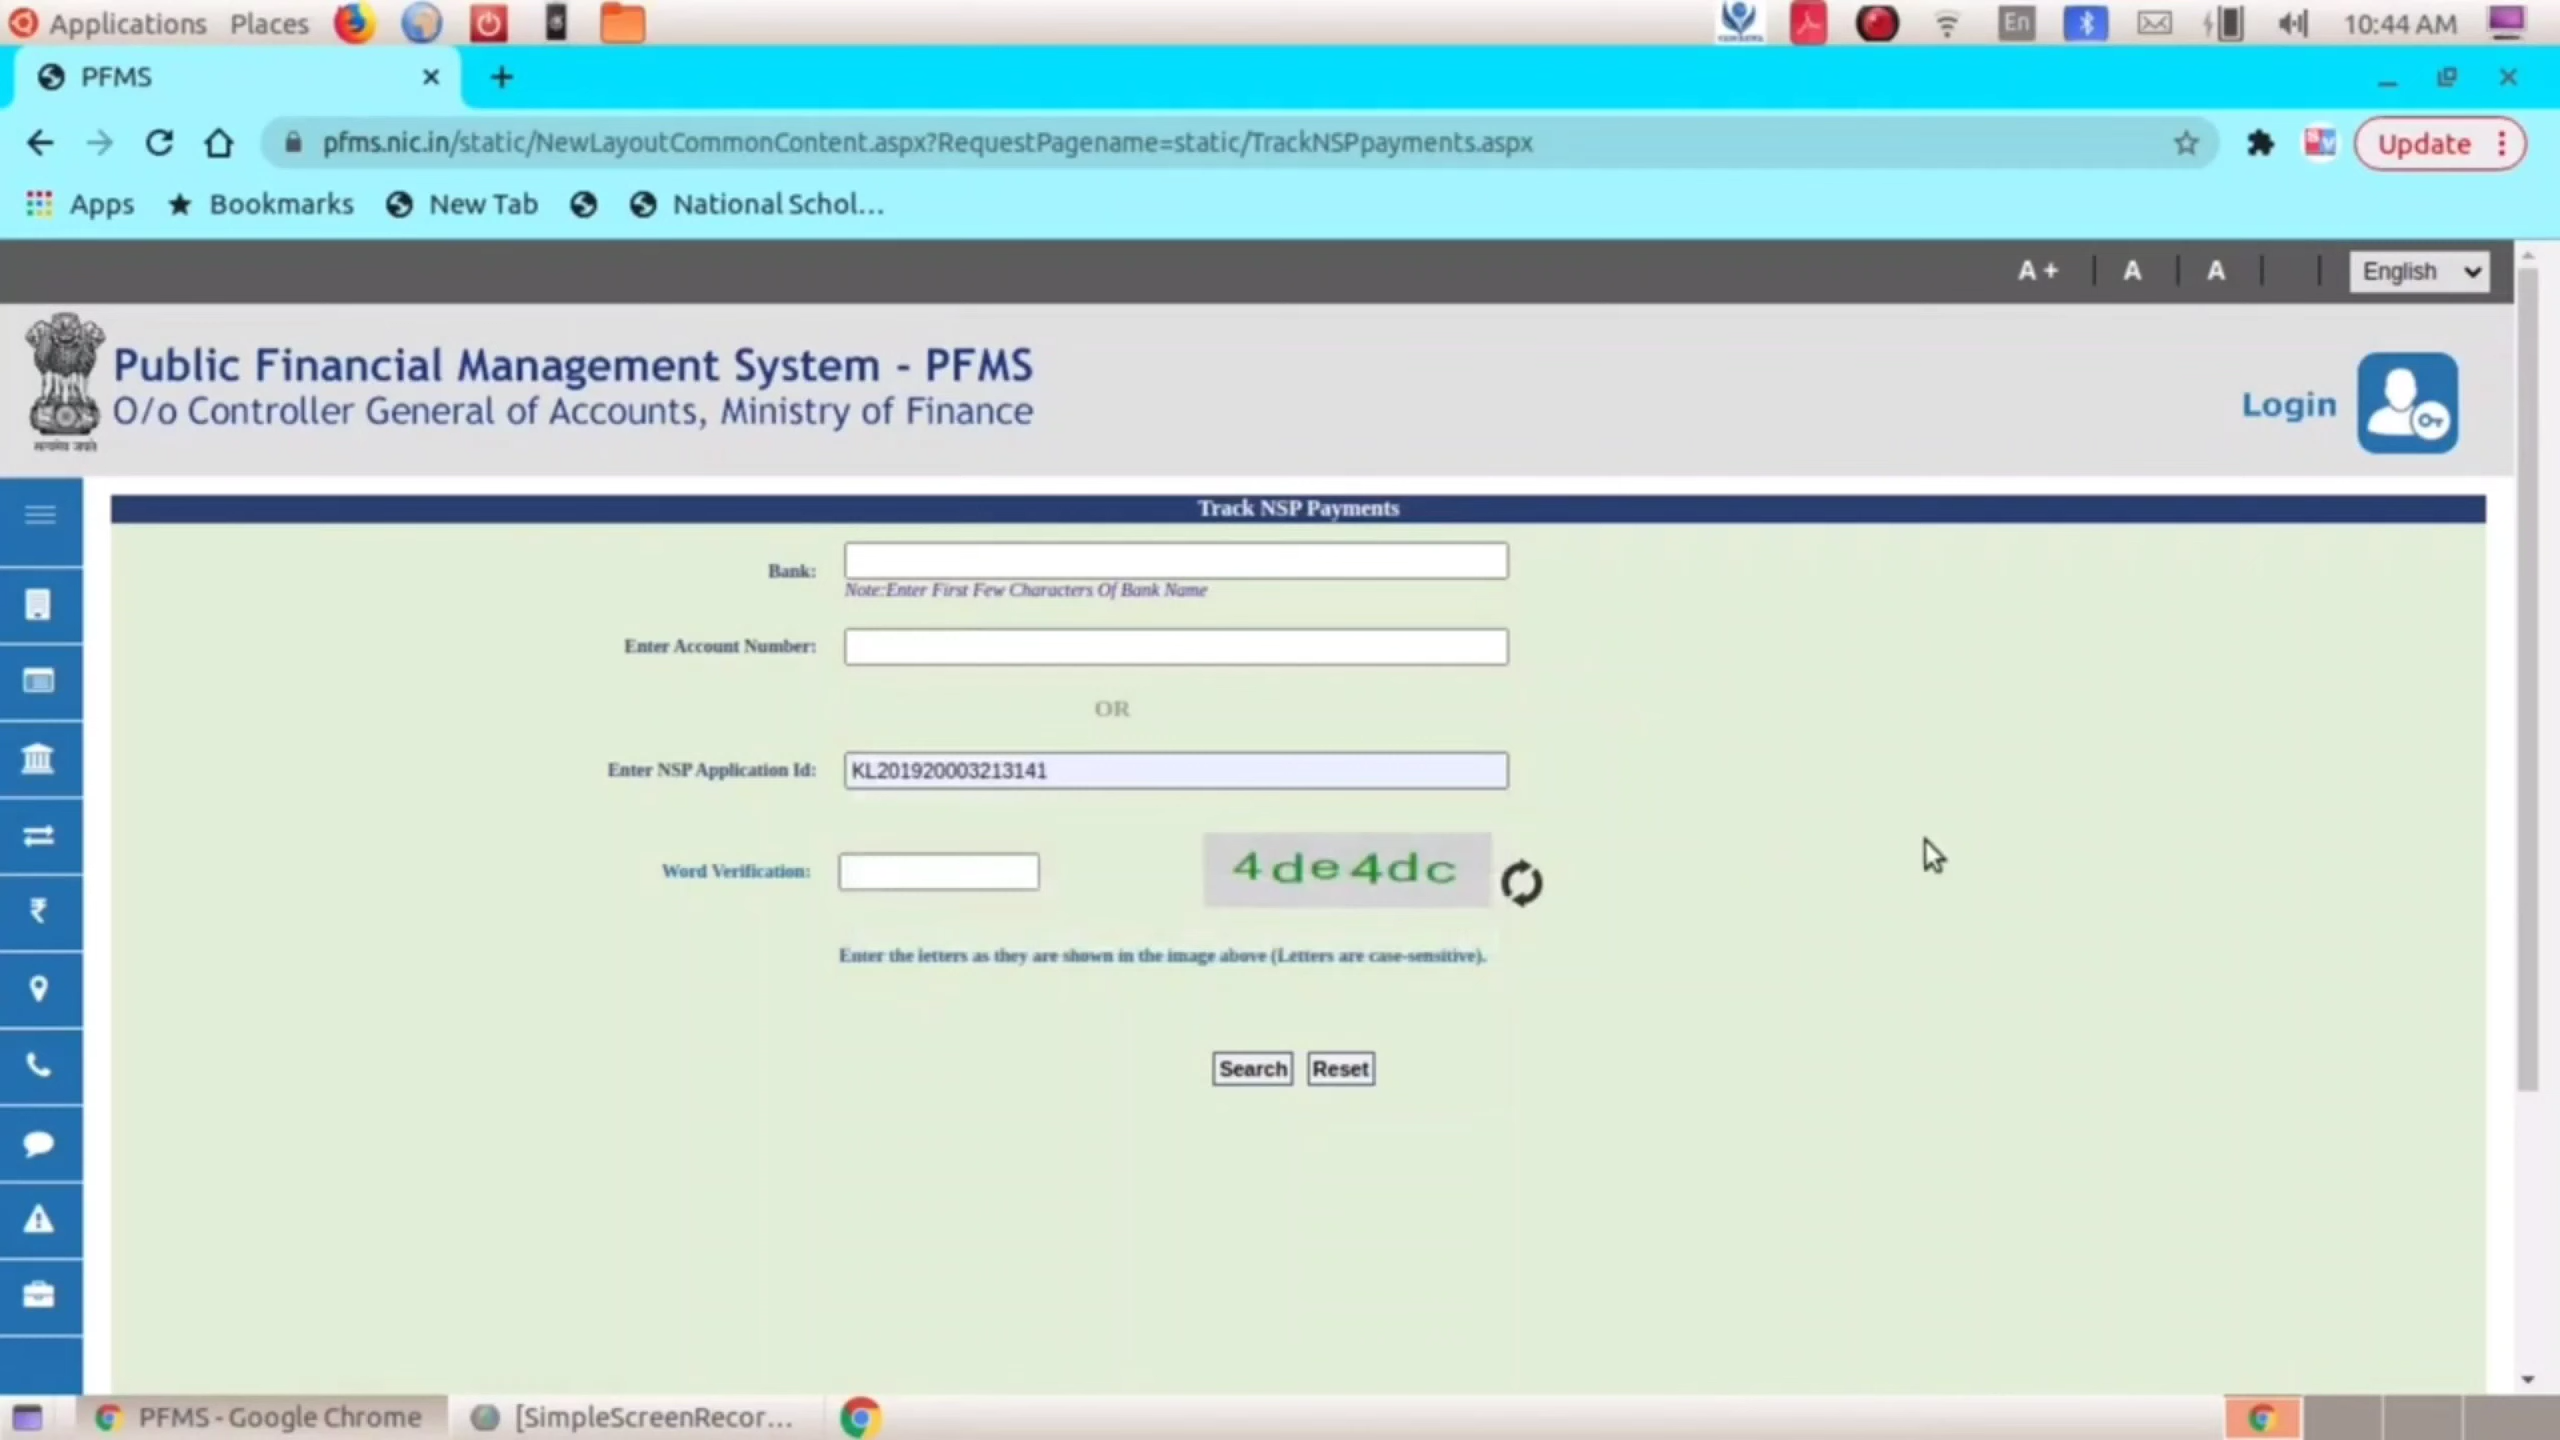 Applications Places En 10:44 AM
PFMS
pfms.nic.in/static/NewLayoutCommonContent.aspx?RequestPagename=static/TrackNSPpayments.aspx Update
Apps Bookmarks New Tab National Schol...
A+ | A | A | | English
Public Financial Management System - PFMS
O/o Controller General of Accounts, Ministry of Finance
सत्यमेव जयते
Login
Track NSP Payments
Bank:
Note:Enter First Few Characters Of Bank Name
Enter Account Number:
OR
Enter NSP Application Id: KL201920003213141
Word Verification: 4de4dc
Enter the letters as they are shown in the image above (Letters are case-sensitive).
Search Reset
PFMS - Google Chrome [SimpleScreenRecor...